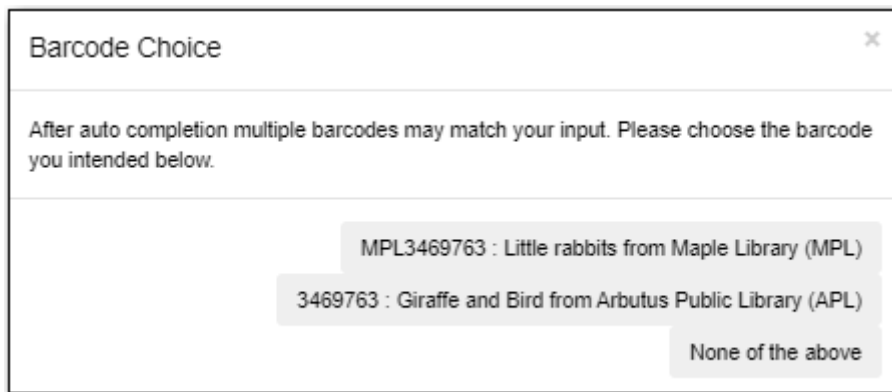 Barcode Choice
×
After auto completion multiple barcodes may match your input. Please choose the barcode
you intended below.
MPL3469763 : Little rabbits from Maple Library (MPL)
3469763 : Giraffe and Bird from Arbutus Public Library (APL)
None of the above